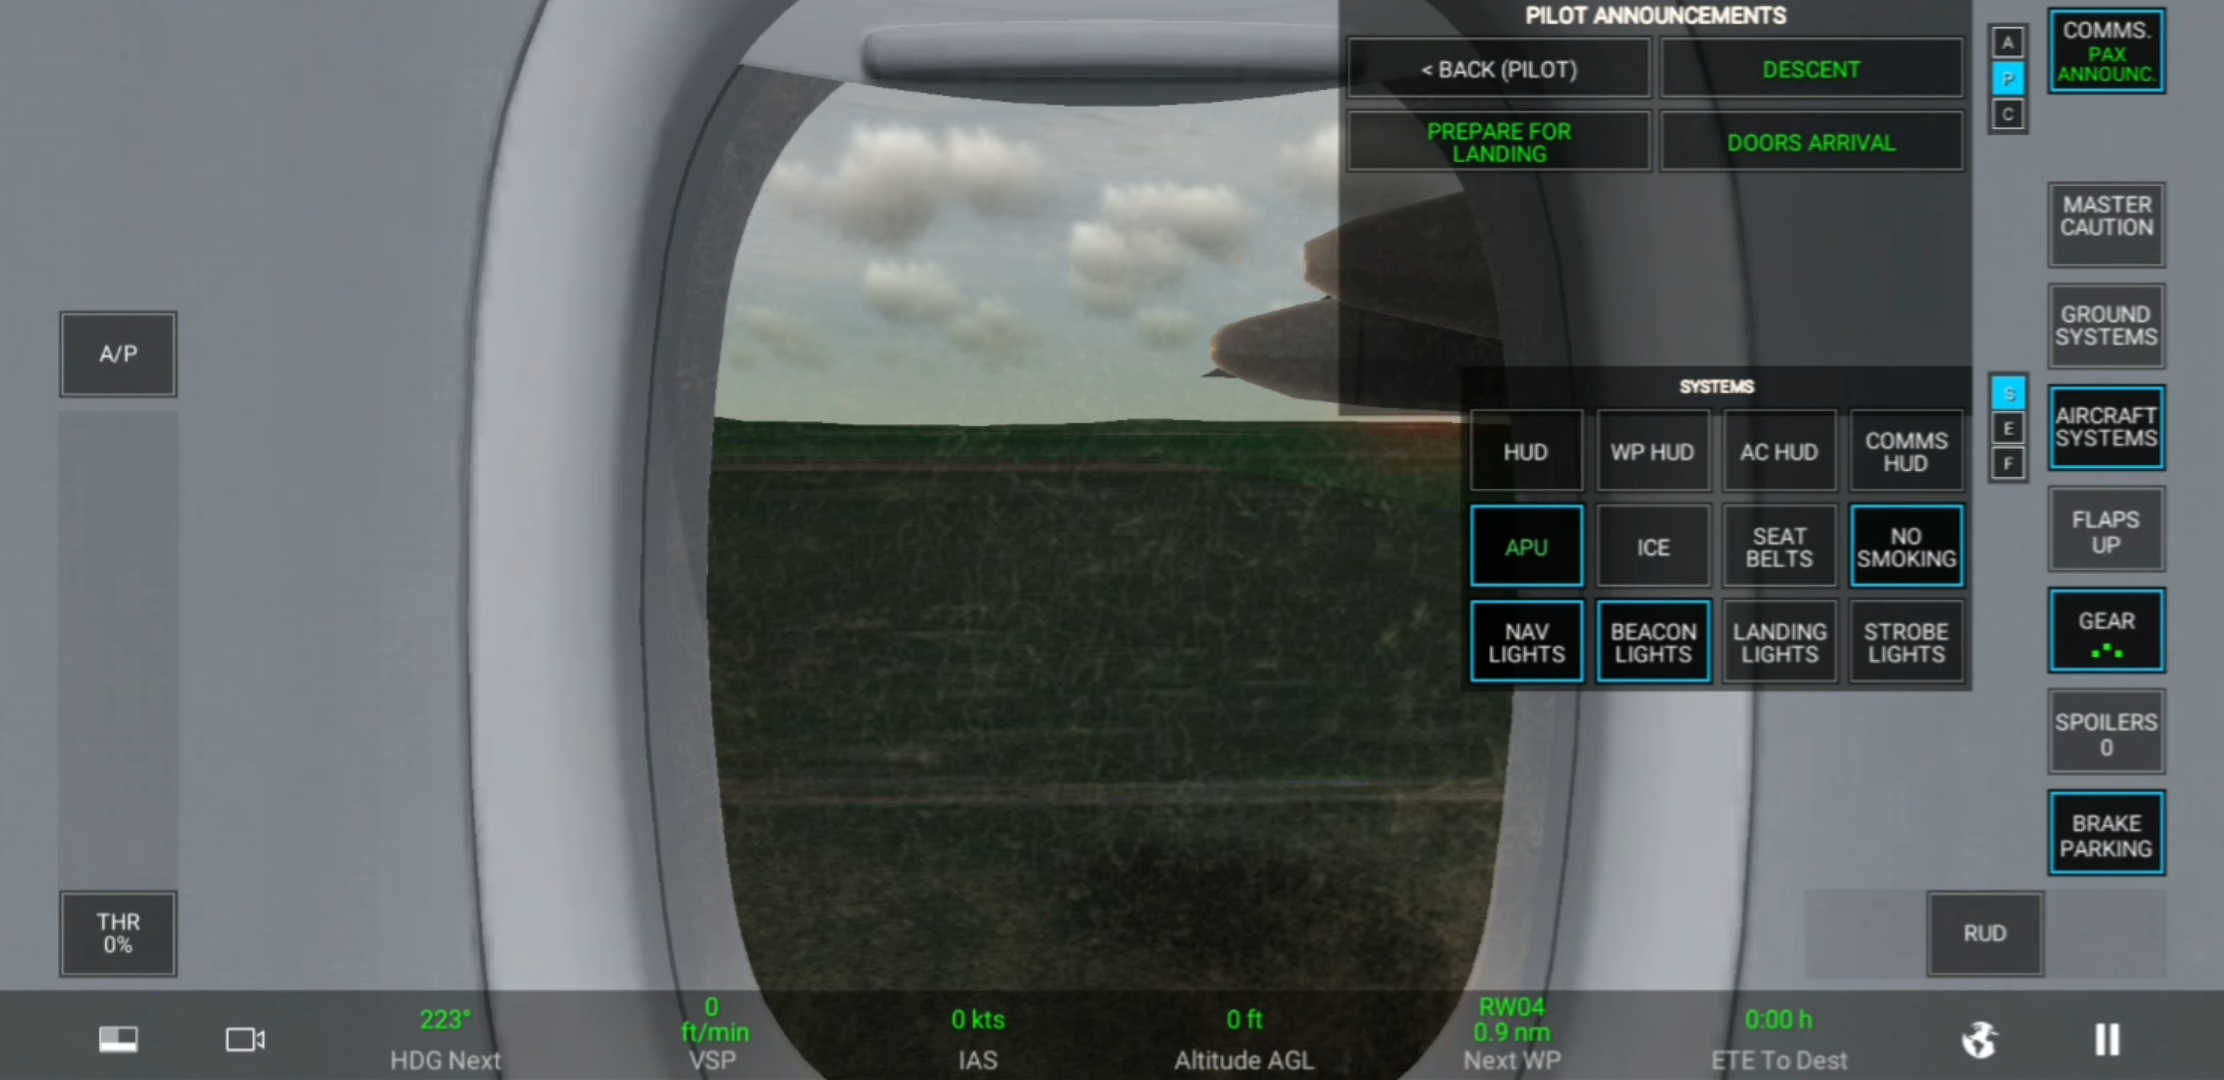 PILOT ANNOUNCEMENTS
< BACK (PILOT)
DESCENT
PREPARE FOR
LANDING
DOORS ARRIVAL
A
P
C
COMMS.
PAX
ANNOUNC.
MASTER
CAUTION
GROUND
SYSTEMS
A/P
SYSTEMS
HUD
WP HUD
AC HUD
COMMS
HUD
APU
ICE
SEAT
BELTS
NO
SMOKING
NAV
LIGHTS
BEACON
LIGHTS
LANDING
LIGHTS
STROBE
LIGHTS
S
E
F
AIRCRAFT
SYSTEMS
FLAPS
UP
GEAR
SPOILERS
0
BRAKE
PARKING
THR
0%
RUD
223°
HDG Next
0
ft/min
VSP
0 kts
IAS
0 ft
Altitude AGL
RW04
0.9 nm
Next WP
0:00 h
ETE To Dest